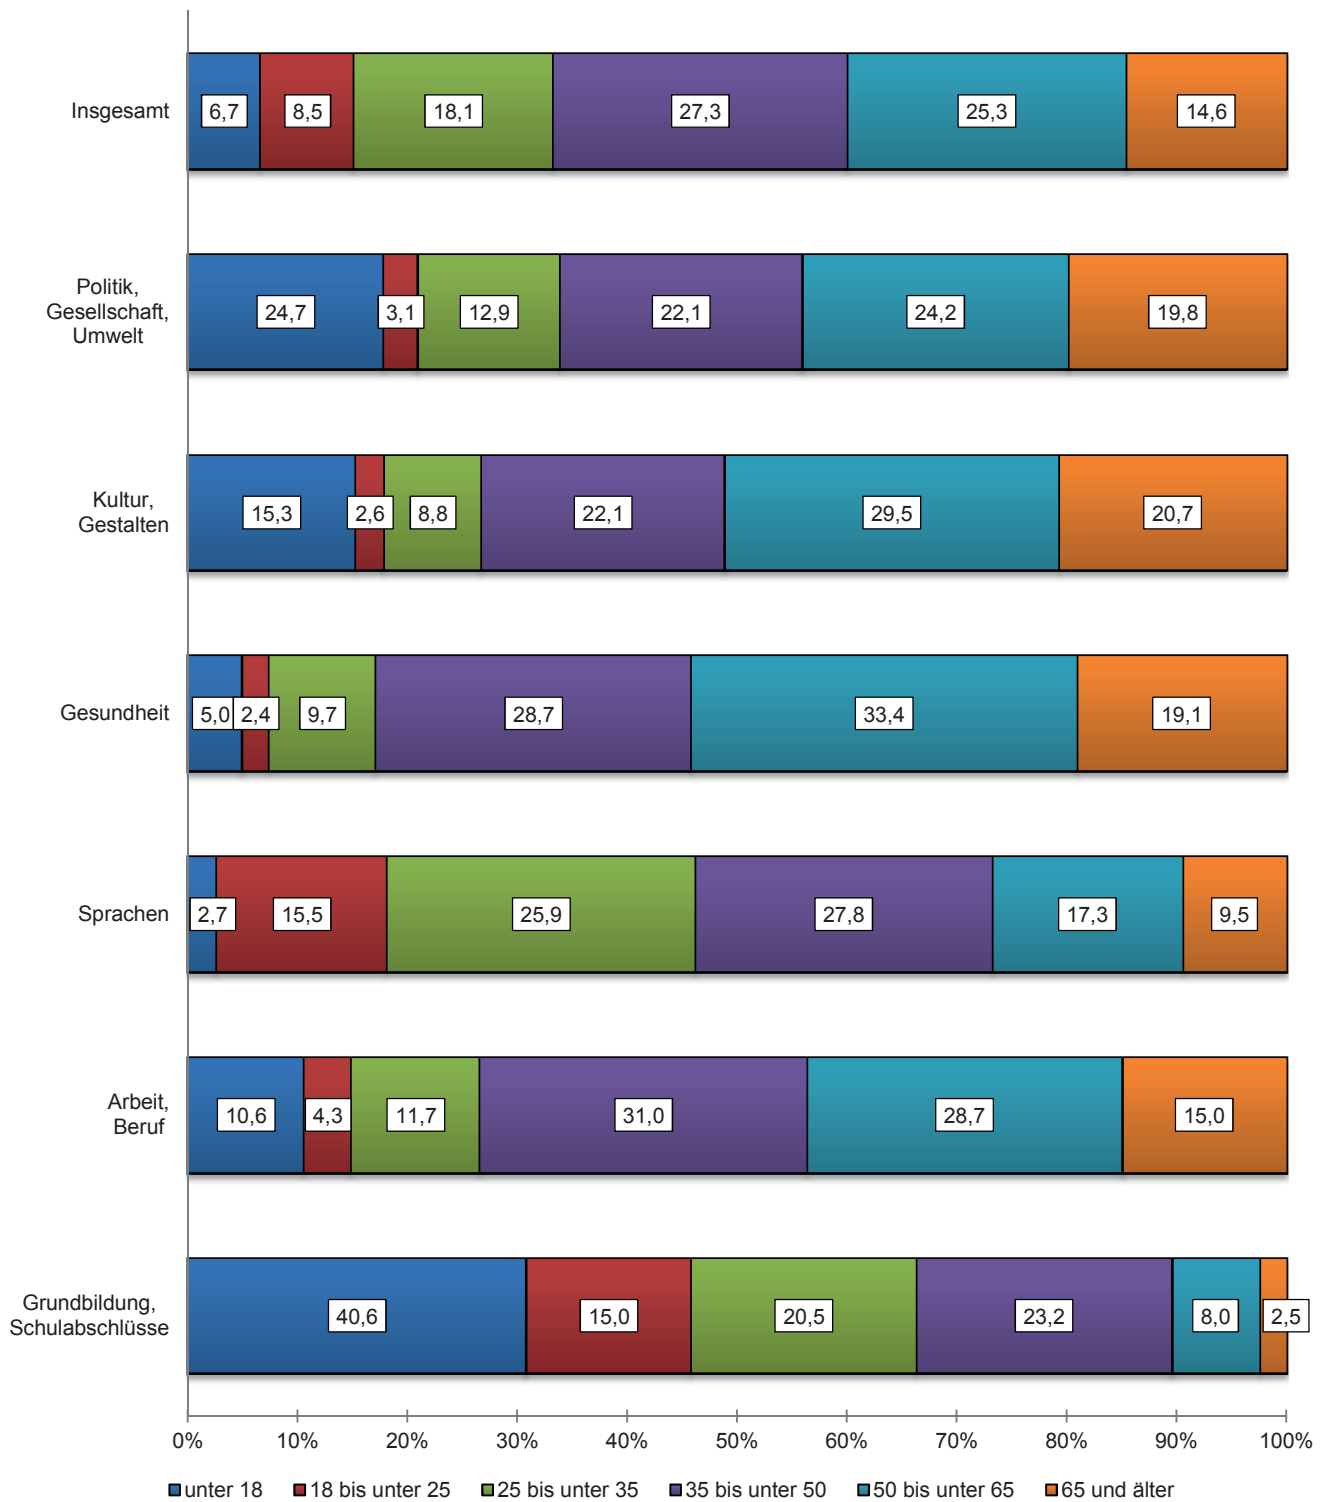 Insgesamt
6,7 8,5 18,1 27,3 25,3 14,6
Politik,
Gesellschaft,
Umwelt
24,7 3,1 12,9 22,1 24,2 19,8
Kultur,
Gestalten
15,3 2,6 8,8 22,1 29,5 20,7
Gesundheit
5,0 2,4 9,7 28,7 33,4 19,1
Sprachen
2,7 15,5 25,9 27,8 17,3 9,5
Arbeit,
Beruf
10,6 4,3 11,7 31,0 28,7 15,0
Grundbildung,
Schulabschlüsse
40,6 15,0 20,5 23,2 8,0 2,5
0% 10% 20% 30% 40% 50% 60% 70% 80% 90% 100%
unter 18 18 bis unter 25 25 bis unter 35 35 bis unter 50 50 bis unter 65 65 und älter